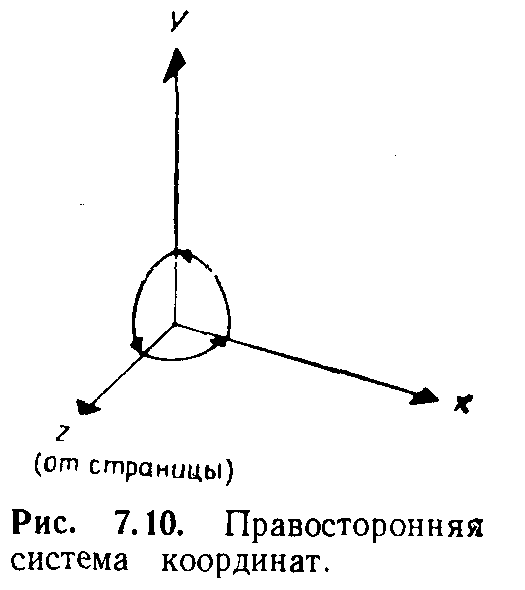 y
x
z
(от страницы)
Рис. 7.10. Правосторонняя
система координат.